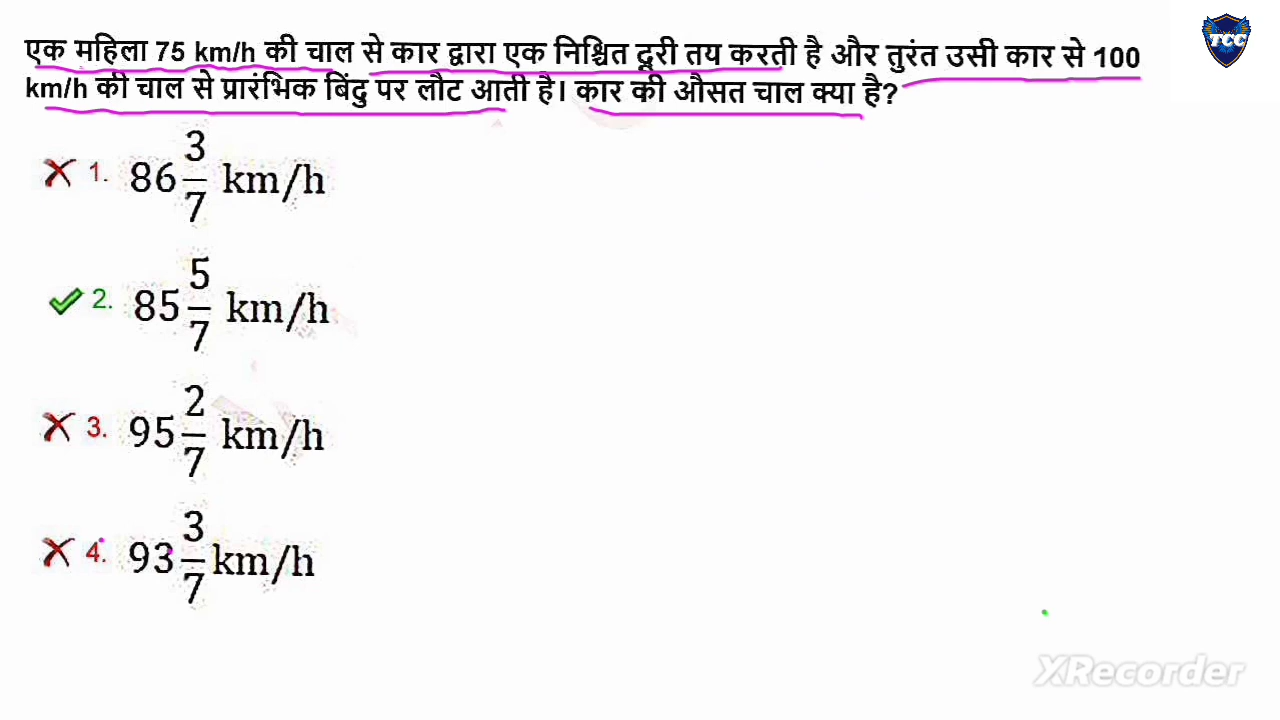 एक महिला 75 km/h की चाल से कार द्वारा एक निश्चित दूरी तय करती है और तुरंत उसी कार से 100
km/h की चाल से प्रारंभिक बिंदु पर लौट आती है। कार की औसत चाल क्या है?
1. 86 3/7 km/h
2. 85 5/7 km/h
3. 95 2/7 km/h
4. 93 3/7 km/h
TCC
XRecorder